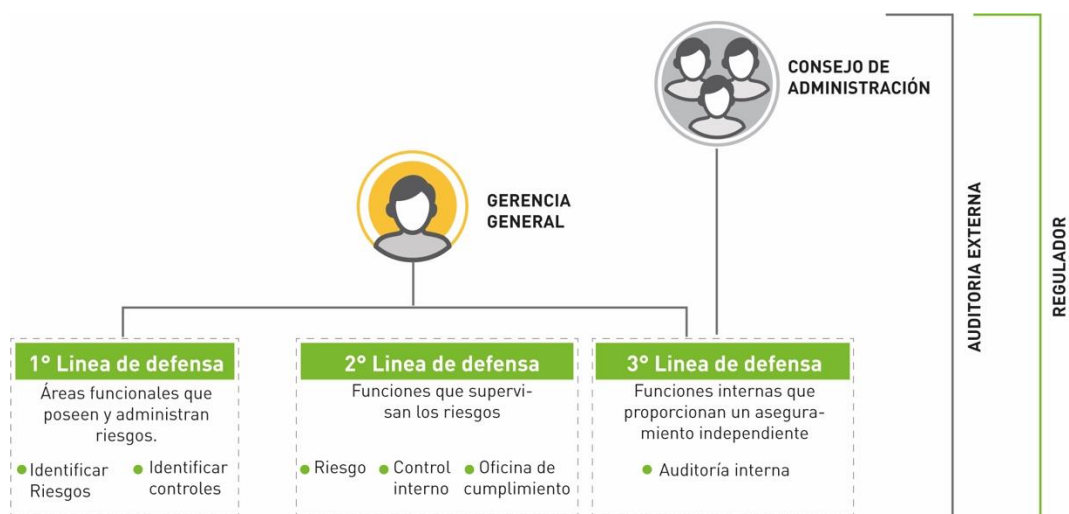 CONSEJO DE
ADMINISTRACIÓN
GERENCIA
GENERAL
AUDITORIA EXTERNA
REGULADOR
1° Linea de defensa
Áreas funcionales que
poseen y administran
riesgos.
Identificar
Riesgos
Identificar
controles
2° Linea de defensa
Funciones que supervi-
san los riesgos
Riesgo
Control
interno
Oficina de
cumplimiento
3° Linea de defensa
Funciones internas que
proporcionan un asegura-
miento independiente
Auditoría interna